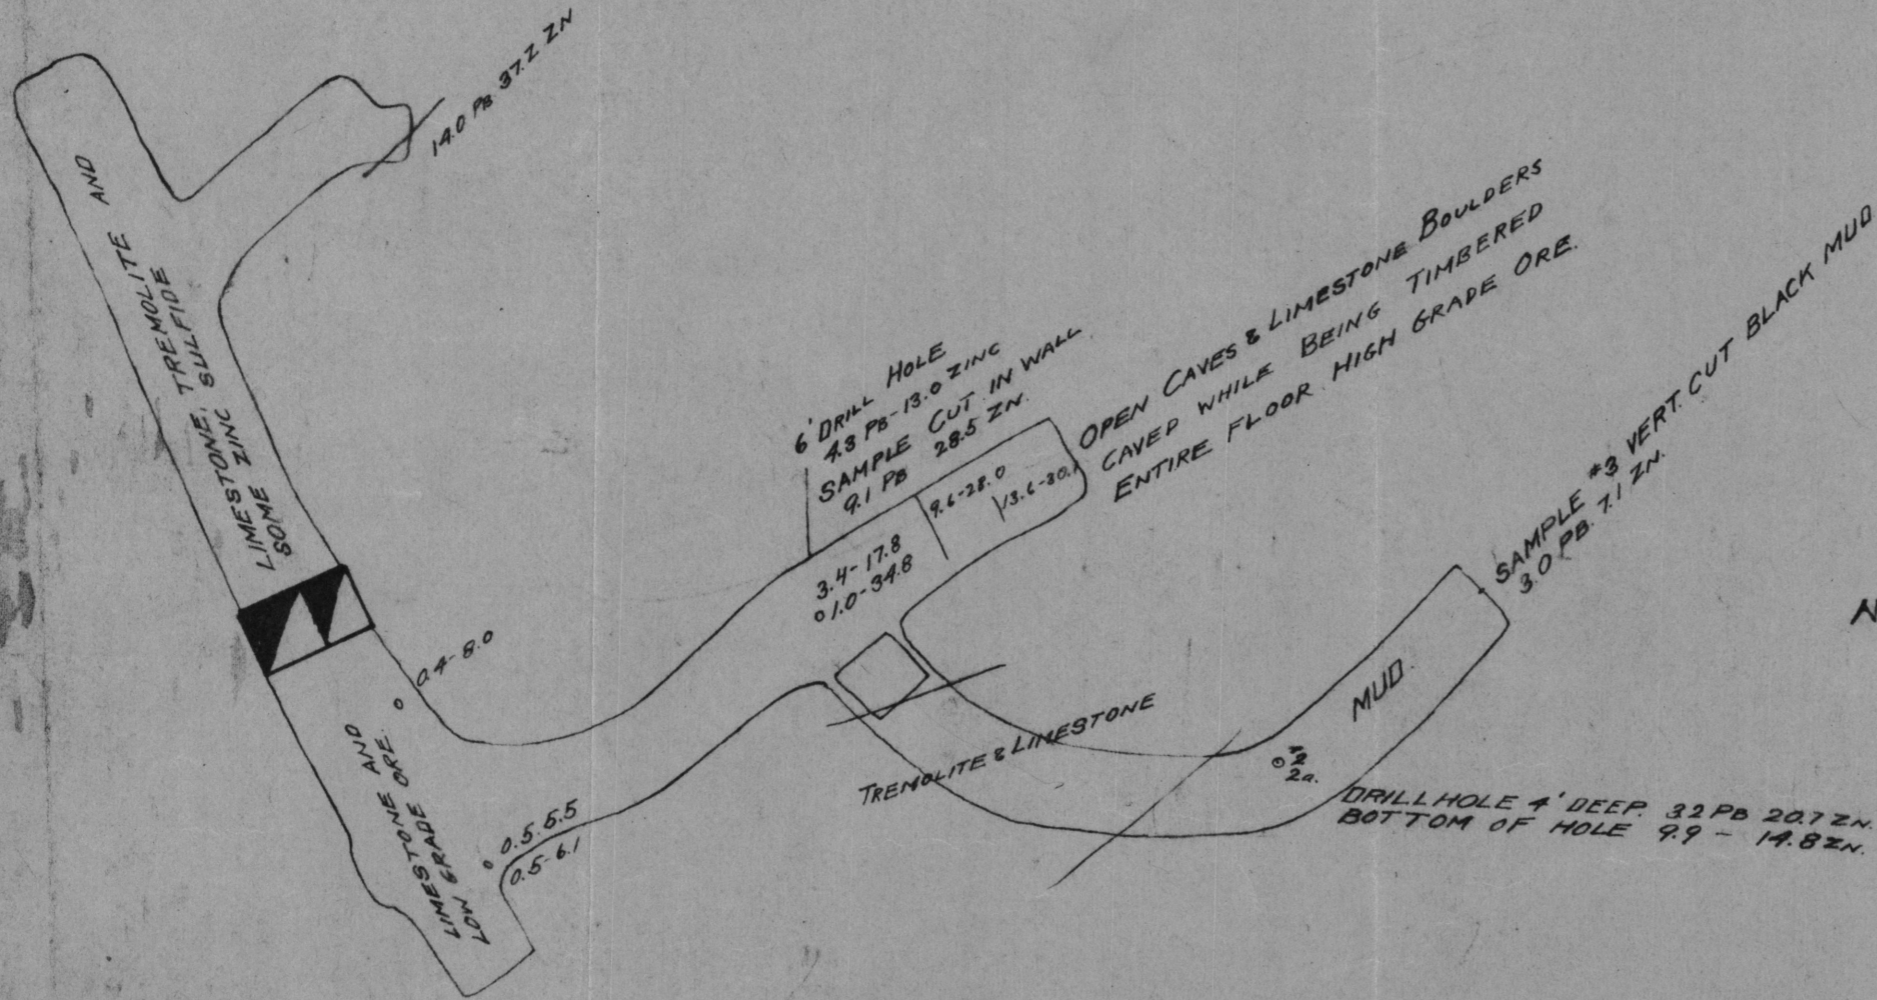 14.0 PB 37.2 ZN
LIMESTONE, TREMOLITE AND
SOME ZINC SULFIDE
6' DRILL HOLE
4.8 PB-13.0 ZINC
SAMPLE CUT IN WALL
9.1 PB 28.5 ZN.
OPEN CAVES & LIMESTONE BOULDERS
CAVED WHILE BEING TIMBERED
ENTIRE FLOOR HIGH GRADE ORE.
9.6-28.0
13.6-30.1
3.4-17.8
1.0-34.8
SAMPLE #3 VERT. CUT BLACK MUD
3.0 PB. 7.1 ZN.
N
0.4-8.0
MUD.
LIMESTONE AND
LOW GRADE ORE.
TREMOLITE & LIMESTONE
2
2a.
DRILL HOLE 4' DEEP. 3.2 PB 20.7 ZN.
BOTTOM OF HOLE 9.9 - 14.8 ZN.
0.5-5.5
0.5-6.1